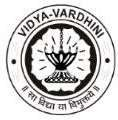 VIDYA-VARDHINI
॥ सा विद्या या विमुक्तये ॥